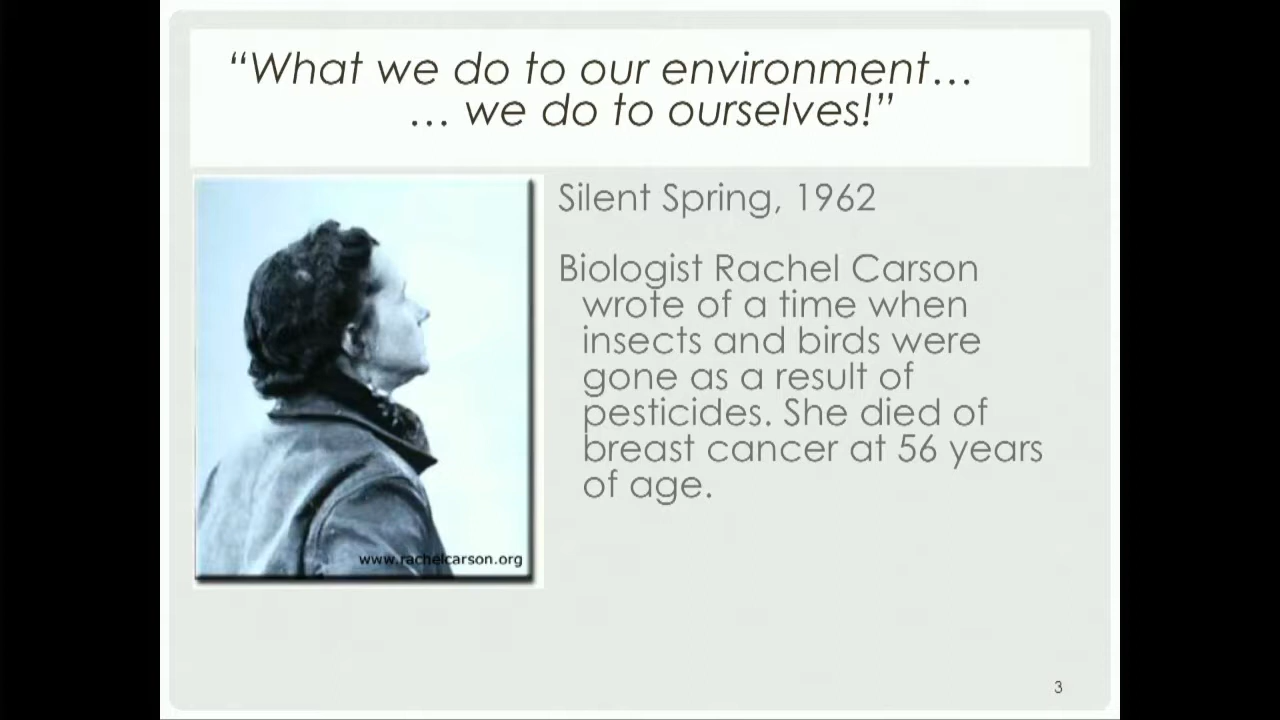 “What we do to our environment…
… we do to ourselves!”
Silent Spring, 1962
Biologist Rachel Carson
wrote of a time when
insects and birds were
gone as a result of
pesticides. She died of
breast cancer at 56 years
of age.
www.rachelcarson.org
3